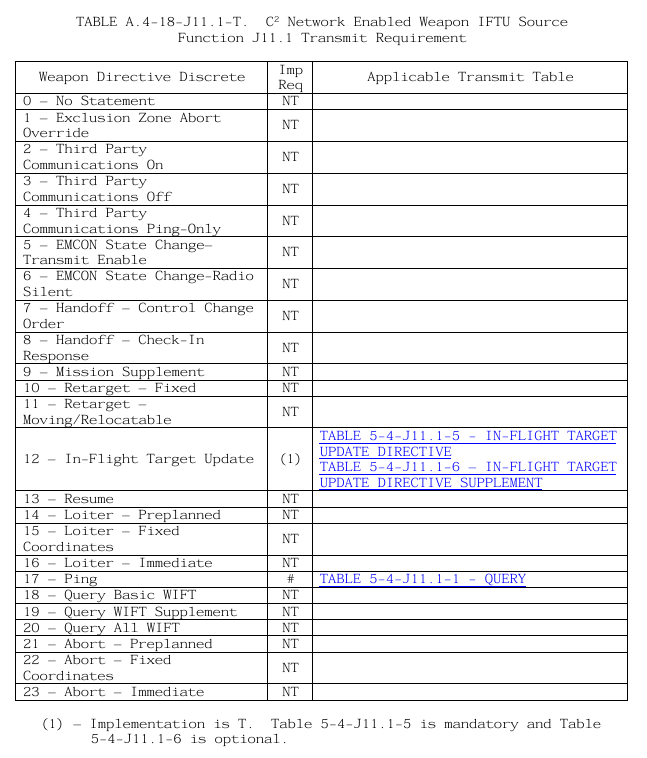 TABLE A.4-18-J11.1-T.  C² Network Enabled Weapon IFTU Source
Function J11.1 Transmit Requirement
Weapon Directive Discrete | Imp Req | Applicable Transmit Table
0 – No Statement | NT
1 – Exclusion Zone Abort
Override | NT
2 – Third Party
Communications On | NT
3 – Third Party
Communications Off | NT
4 – Third Party
Communications Ping-Only | NT
5 – EMCON State Change–
Transmit Enable | NT
6 – EMCON State Change-Radio
Silent | NT
7 – Handoff – Control Change
Order | NT
8 – Handoff – Check-In
Response | NT
9 – Mission Supplement | NT
10 – Retarget – Fixed | NT
11 – Retarget –
Moving/Relocatable | NT
12 – In-Flight Target Update | (1) | TABLE 5-4-J11.1-5 - IN-FLIGHT TARGET
UPDATE DIRECTIVE
TABLE 5-4-J11.1-6 – IN-FLIGHT TARGET
UPDATE DIRECTIVE SUPPLEMENT
13 – Resume | NT
14 – Loiter – Preplanned | NT
15 – Loiter – Fixed
Coordinates | NT
16 – Loiter – Immediate | NT
17 – Ping | # | TABLE 5-4-J11.1-1 - QUERY
18 – Query Basic WIFT | NT
19 – Query WIFT Supplement | NT
20 – Query All WIFT | NT
21 – Abort – Preplanned | NT
22 – Abort – Fixed
Coordinates | NT
23 – Abort – Immediate | NT
(1) – Implementation is T.  Table 5-4-J11.1-5 is mandatory and Table
5-4-J11.1-6 is optional.